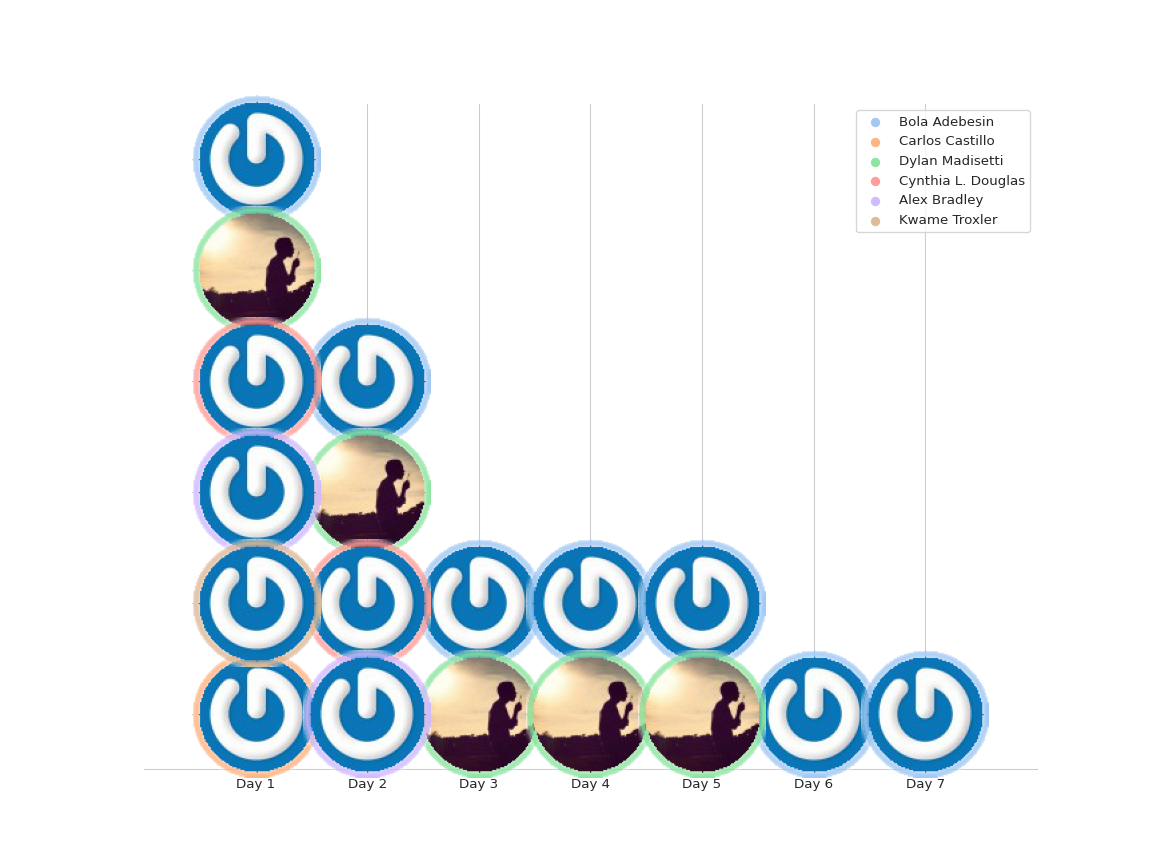 Bola Adebesin
Carlos Castillo
Dylan Madisetti
Cynthia L. Douglas
Alex Bradley
Kwame Troxler
Day 1
Day 2
Day 3
Day 4
Day 5
Day 6
Day 7